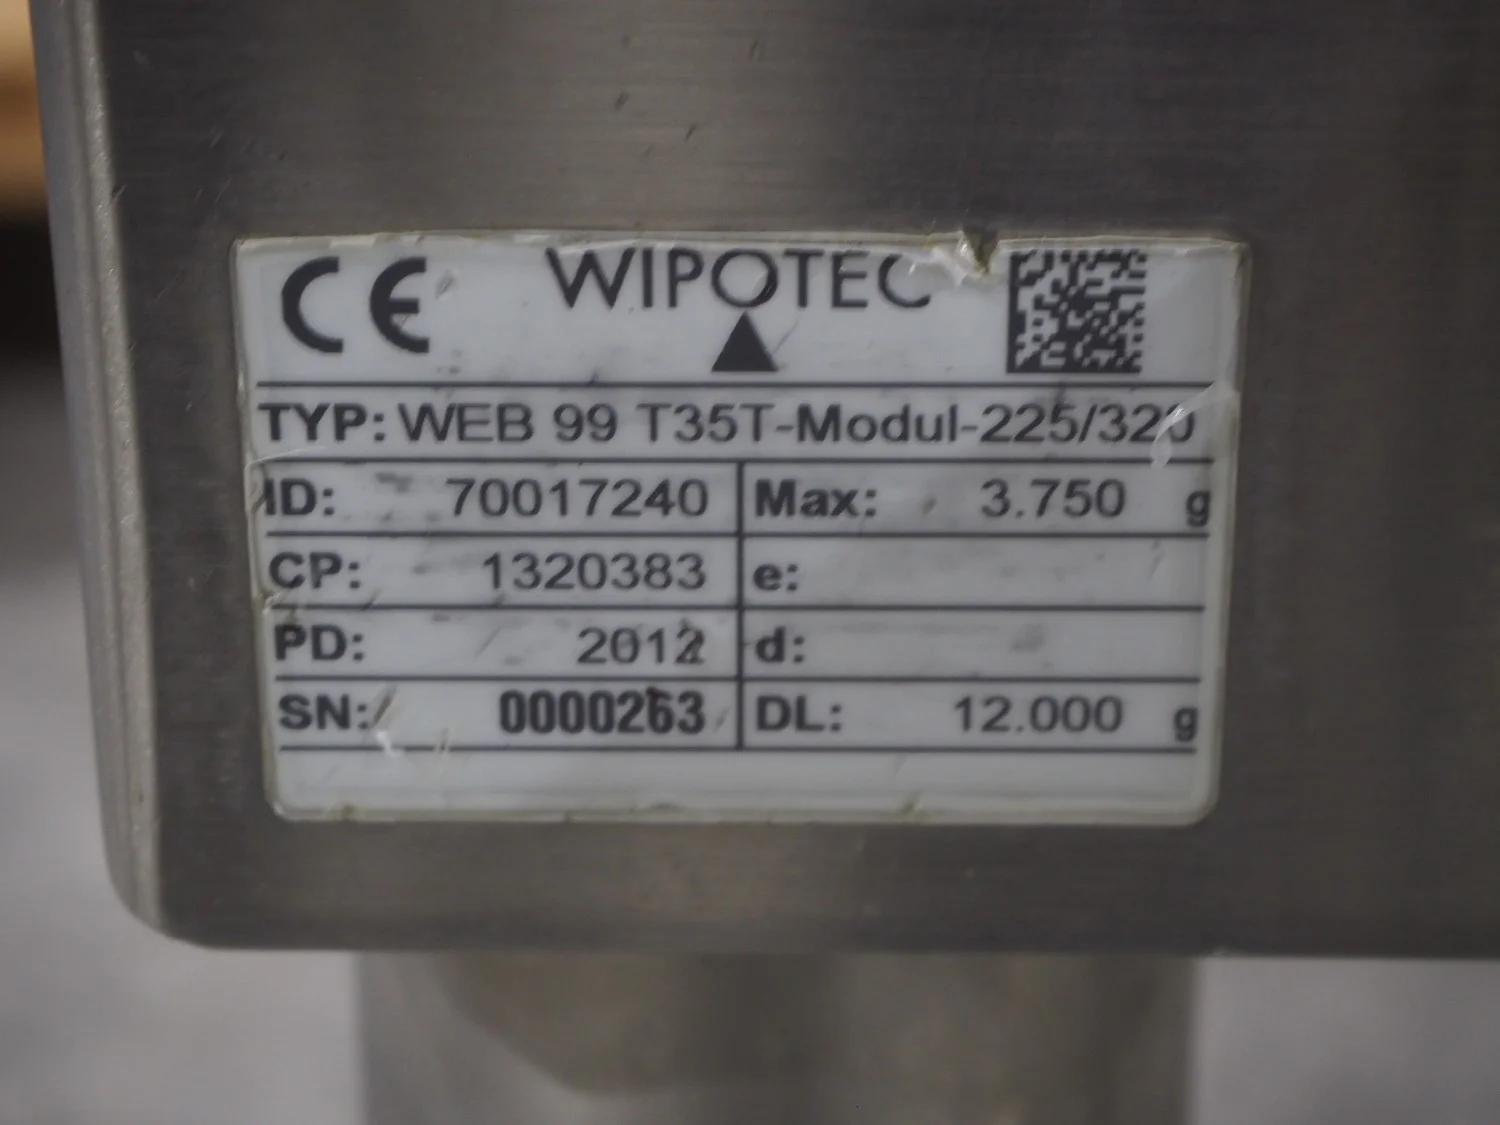 CE WIPOTEC
TYP: WEB 99 T35T-Modul-225/320
ID: 70017240 Max: 3.750 g
CP: 1320383 e:
PD: 2012 d:
SN: 0000263 DL: 12.000 g